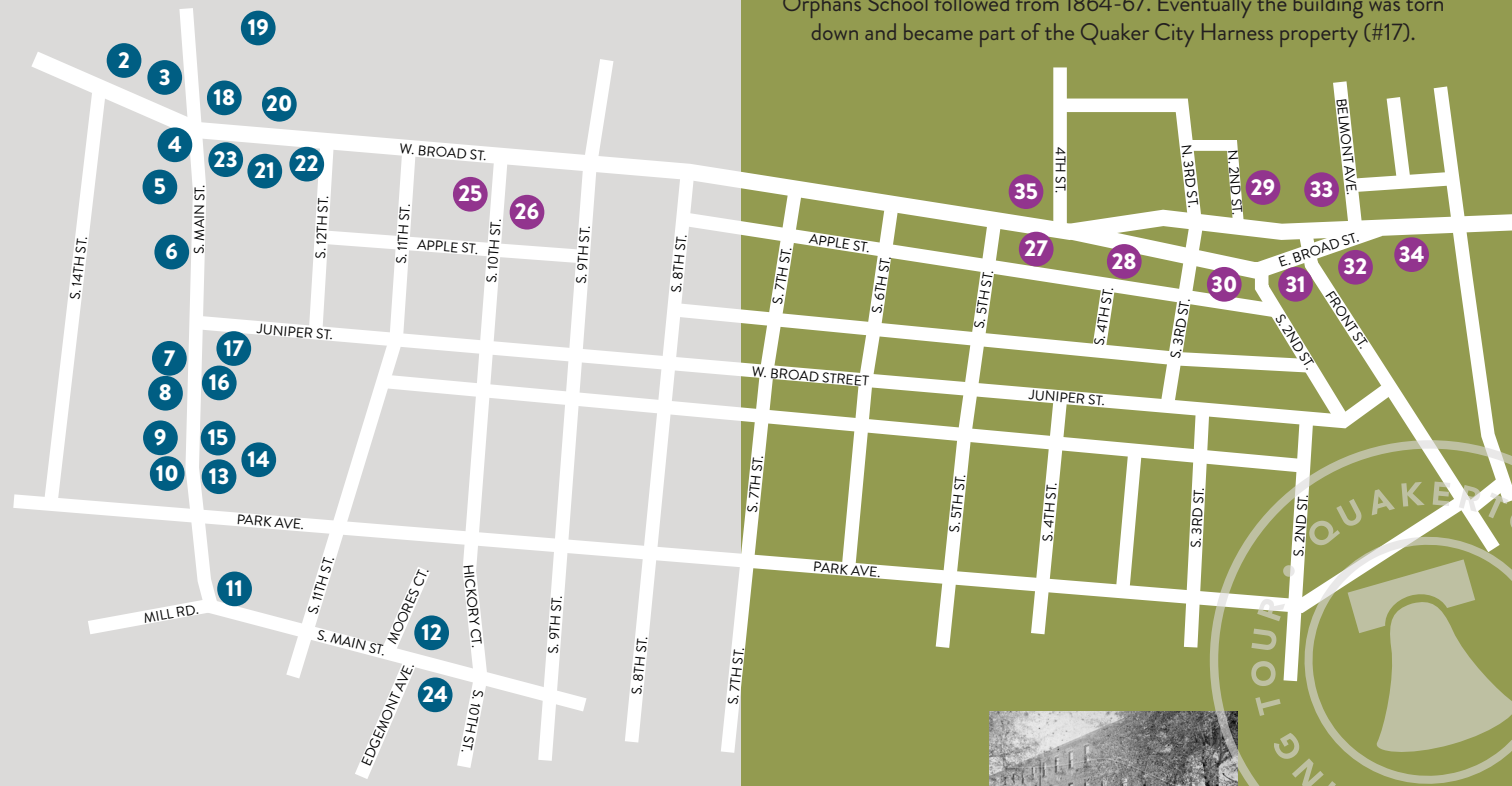 Orphans School followed from 1864-67. Eventually the building was torn
down and became part of the Quaker City Harness property (#17).
19
2
3
18
20
4
23
21
22
5
6
W. BROAD ST.
S. MAIN ST.
S. 14TH ST.
S. 12TH ST.
S. 11TH ST.
25
26
S. 10TH ST.
APPLE ST.
S. 9TH ST.
S. 8TH ST.
JUNIPER ST.
7
17
8
16
9
15
14
10
13
PARK AVE.
11
MILL RD.
S. 11TH ST.
S. MAIN ST.
MOORES CT.
12
HICKORY CT.
24
EDGEMONT AVE.
S. 10TH ST.
S. 9TH ST.
S. 8TH ST.
S. 7TH ST.
4TH ST.
N. 3RD ST.
N. 2ND ST.
BELMONT AVE.
35
29
33
27
28
30
31
32
34
E. BROAD ST.
APPLE ST.
S. 7TH ST.
S. 6TH ST.
S. 5TH ST.
S. 4TH ST.
S. 3RD ST.
S. 2ND ST.
FRONT ST.
W. BROAD STREET
JUNIPER ST.
S. 7TH ST.
S. 5TH ST.
S. 4TH ST.
S. 3RD ST.
S. 2ND ST.
PARK AVE.
TOUR •